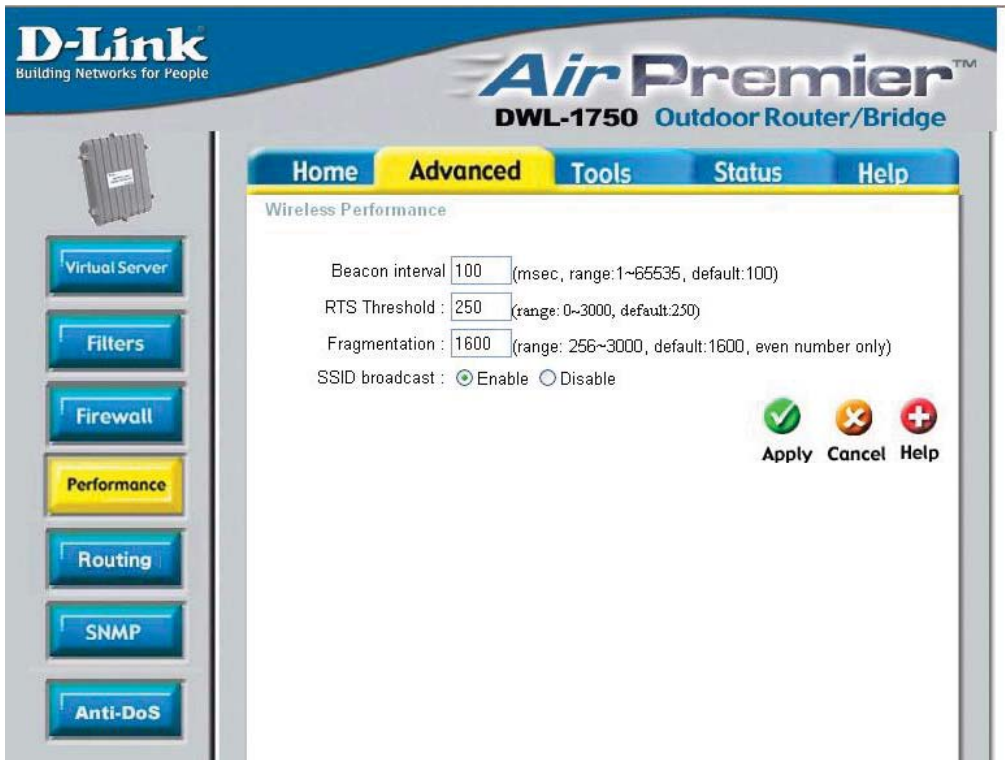 D-Link
Building Networks for People
Air Premier™
DWL-1750 Outdoor Router/Bridge
Home Advanced Tools Status Help
Wireless Performance
Virtual Server
Filters
Firewall
Performance
Routing
SNMP
Anti-DoS
Beacon interval 100 (msec, range:1~65535, default:100)
RTS Threshold : 250 (range: 0~3000, default:250)
Fragmentation : 1600 (range: 256~3000, default:1600, even number only)
SSID broadcast : Enable Disable
Apply Cancel Help